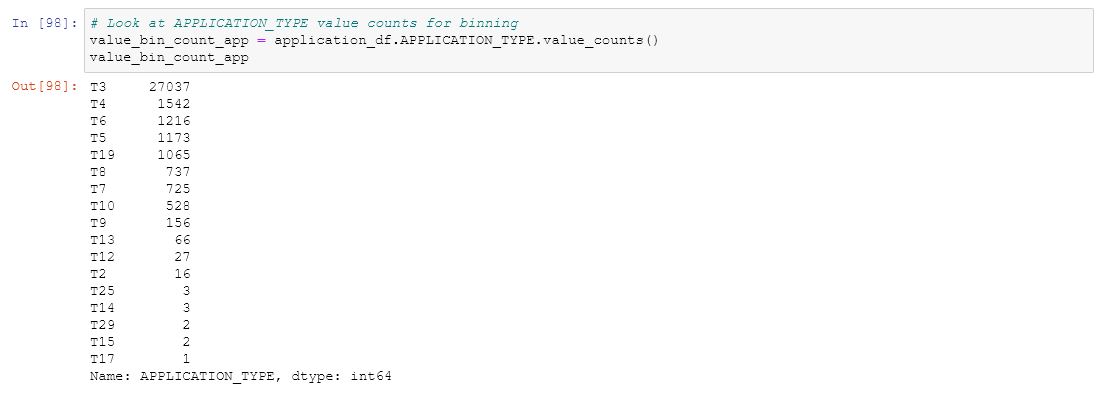 In [98]: # Look at APPLICATION_TYPE value counts for binning
value_bin_count_app = application_df.APPLICATION_TYPE.value_counts()
value_bin_count_app
Out[98]: T3 27037
T4 1542
T6 1216
T5 1173
T19 1065
T8 737
T7 725
T10 528
T9 156
T13 66
T12 27
T2 16
T25 3
T14 3
T29 2
T15 2
T17 1
Name: APPLICATION_TYPE, dtype: int64